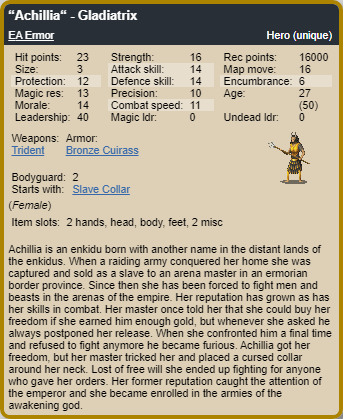 “Achillia“ - Gladiatrix
EA Ermor Hero (unique)
Hit points: 23 Strength: 16 Rec points: 16000
Size: 3 Attack skill: 14 Map move: 16
Protection: 12 Defence skill: 14 Encumbrance: 6
Magic res: 13 Precision: 10 Age: 27
Morale: 14 Combat speed: 11 (50)
Leadership: 40 Magic ldr: 0 Undead ldr: 0
Weapons: Armor:
Trident Bronze Cuirass
Bodyguard: 2
Starts with: Slave Collar
(Female)
Item slots: 2 hands, head, body, feet, 2 misc
Achillia is an enkidu born with another name in the distant lands of
the enkidus. When a raiding army conquered her home she was
captured and sold as a slave to an arena master in an ermorian
border province. Since then she has been forced to fight men and
beasts in the arenas of the empire. Her reputation has grown as has
her skills in combat. Her master once told her that she could buy her
freedom if she earned him enough gold, but whenever she asked he
always postponed her release. When she confronted him a final time
and refused to fight anymore he became furious. Achillia got her
freedom, but her master tricked her and placed a cursed collar
around her neck. Lost of free will she ended up fighting for anyone
who gave her orders. Her former reputation caught the attention of
the emperor and she became enrolled in the armies of the
awakening god.